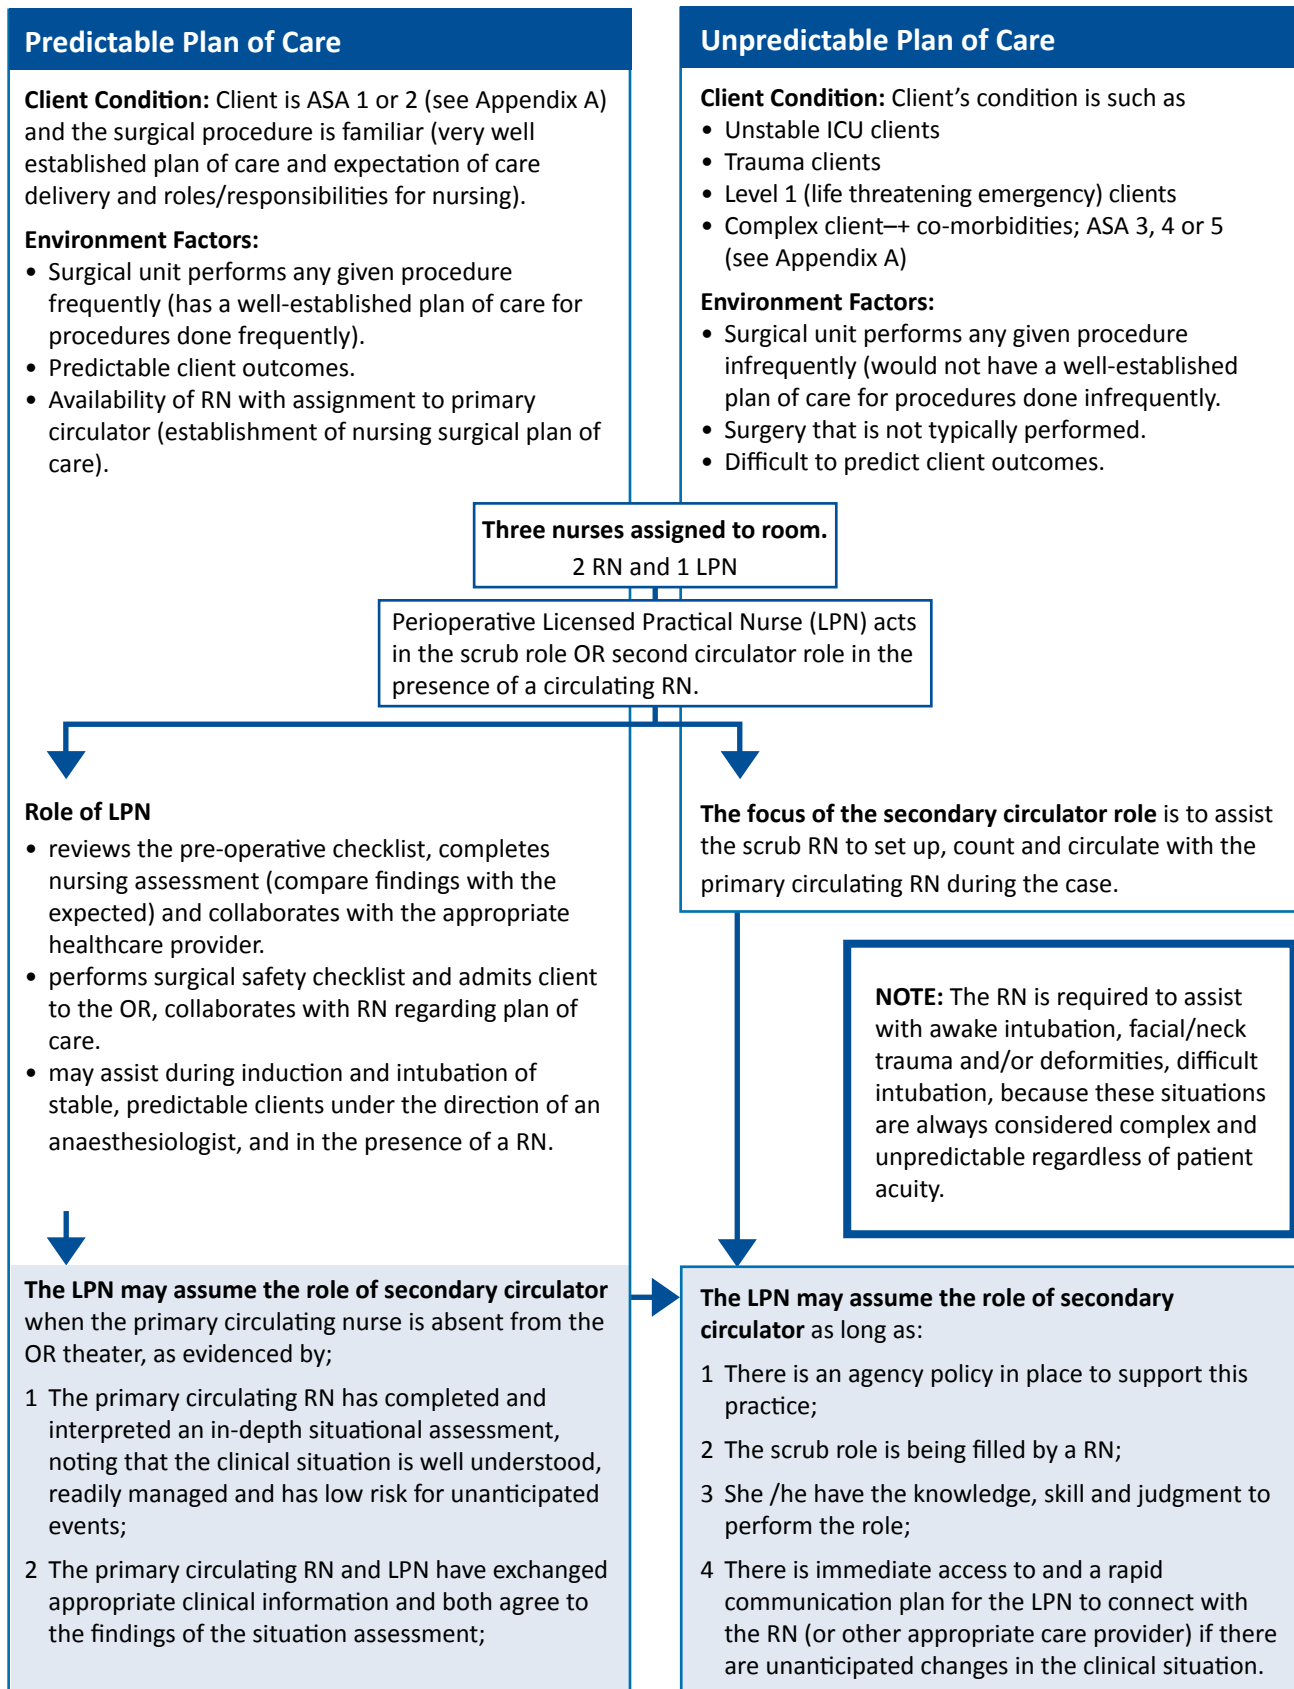 Predictable Plan of Care
Client Condition: Client is ASA 1 or 2 (see Appendix A)
and the surgical procedure is familiar (very well
established plan of care and expectation of care
delivery and roles/responsibilities for nursing).
Environment Factors:
• Surgical unit performs any given procedure
frequently (has a well-established plan of care for
procedures done frequently).
• Predictable client outcomes.
• Availability of RN with assignment to primary
circulator (establishment of nursing surgical plan of
care).
Unpredictable Plan of Care
Client Condition: Client’s condition is such as
• Unstable ICU clients
• Trauma clients
• Level 1 (life threatening emergency) clients
• Complex client–+ co-morbidities; ASA 3, 4 or 5
(see Appendix A)
Environment Factors:
• Surgical unit performs any given procedure
infrequently (would not have a well-established
plan of care for procedures done infrequently.
• Surgery that is not typically performed.
• Difficult to predict client outcomes.
Three nurses assigned to room.
2 RN and 1 LPN
Perioperative Licensed Practical Nurse (LPN) acts
in the scrub role OR second circulator role in the
presence of a circulating RN.
Role of LPN
• reviews the pre-operative checklist, completes
nursing assessment (compare findings with the
expected) and collaborates with the appropriate
healthcare provider.
• performs surgical safety checklist and admits client
to the OR, collaborates with RN regarding plan of
care.
• may assist during induction and intubation of
stable, predictable clients under the direction of an
anaesthesiologist, and in the presence of a RN.
The focus of the secondary circulator role is to assist
the scrub RN to set up, count and circulate with the
primary circulating RN during the case.
NOTE: The RN is required to assist
with awake intubation, facial/neck
trauma and/or deformities, difficult
intubation, because these situations
are always considered complex and
unpredictable regardless of patient
acuity.
The LPN may assume the role of secondary circulator
when the primary circulating nurse is absent from the
OR theater, as evidenced by;
1 The primary circulating RN has completed and
interpreted an in-depth situational assessment,
noting that the clinical situation is well understood,
readily managed and has low risk for unanticipated
events;
2 The primary circulating RN and LPN have exchanged
appropriate clinical information and both agree to
the findings of the situation assessment;
The LPN may assume the role of secondary
circulator as long as:
1 There is an agency policy in place to support this
practice;
2 The scrub role is being filled by a RN;
3 She /he have the knowledge, skill and judgment to
perform the role;
4 There is immediate access to and a rapid
communication plan for the LPN to connect with
the RN (or other appropriate care provider) if there
are unanticipated changes in the clinical situation.